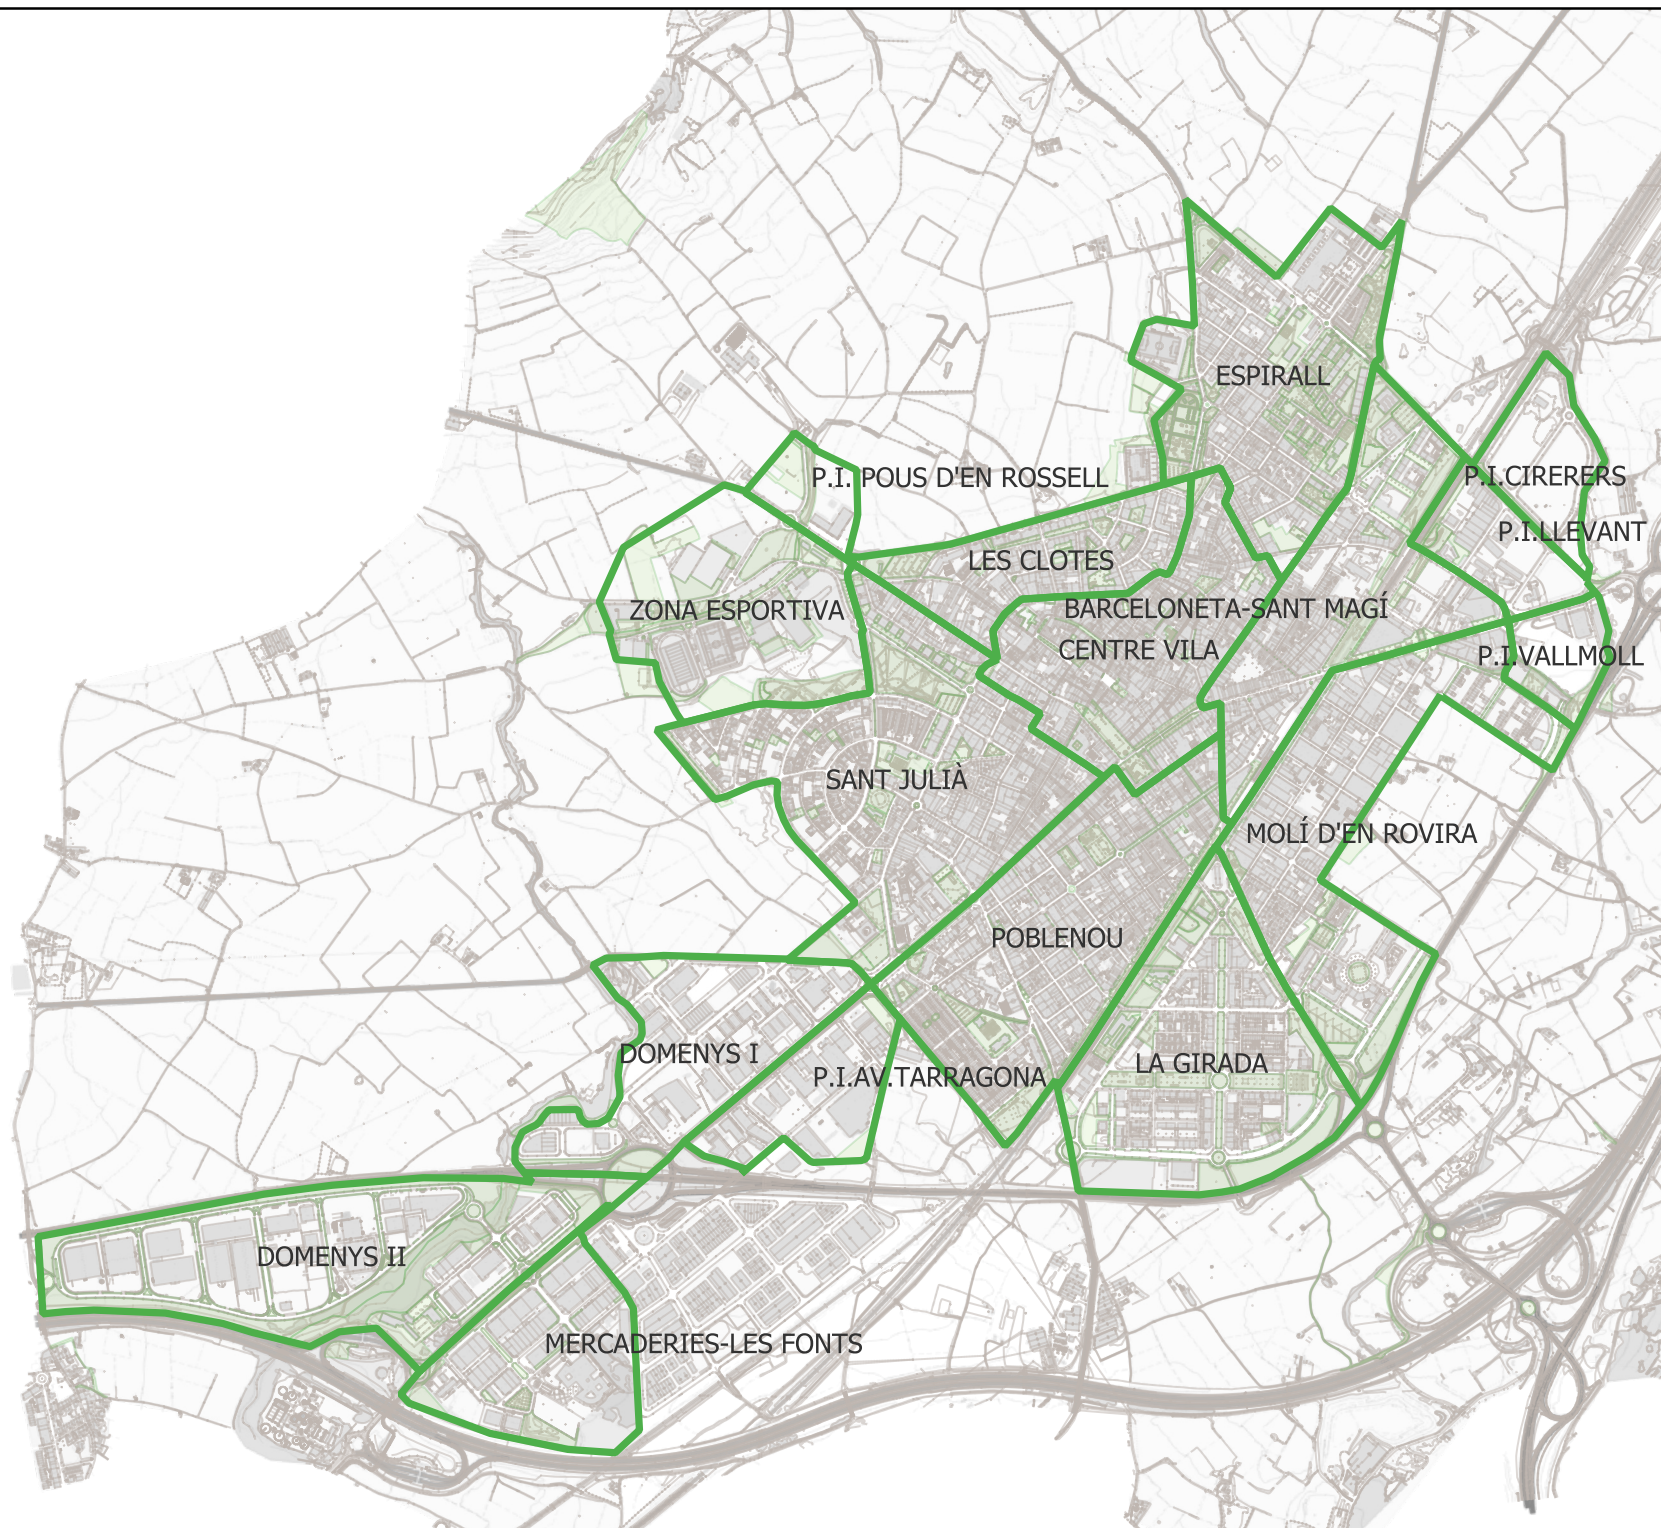 ESPIRALL
P.I. POUS D'EN ROSSELL
P.I.CIRERERS
P.I.LLEVANT
LES CLOTES
ZONA ESPORTIVA
BARCELONETA-SANT MAGÍ
CENTRE VILA
P.I.VALLMOLL
SANT JULIÀ
MOLÍ D'EN ROVIRA
POBLENOU
DOMENYS I
P.I.AV.TARRAGONA
LA GIRADA
DOMENYS II
MERCADERIES-LES FONTS